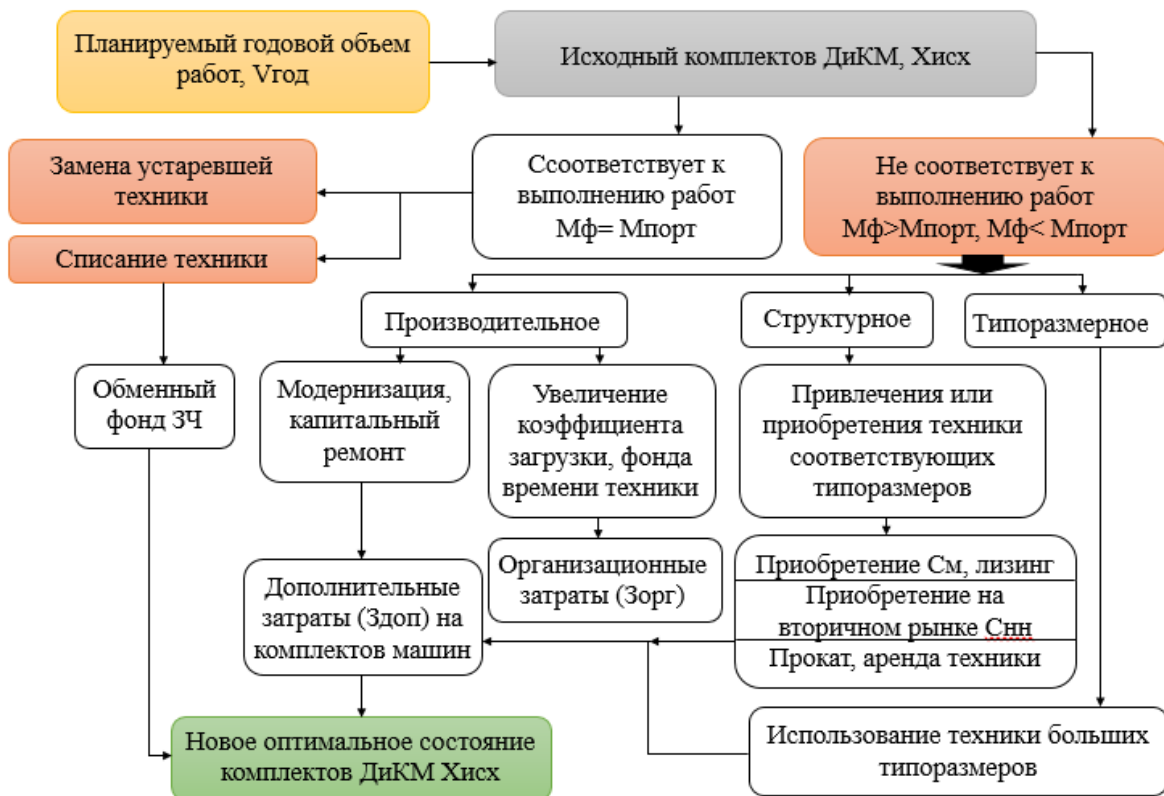 Планируемый годовой объем
работ, Vгод
Исходный комплектов ДиКМ, Хисх
Замена устаревшей
техники
Ссоответствует к
выполнению работ
Мф= Мпорт
Не соответствует к
выполнению работ
Мф>Мпорт, Мф< Мпорт
Списание техники
Производительное
Структурное
Типоразмерное
Обменный
фонд ЗЧ
Модернизация,
капитальный
ремонт
Увеличение
коэффициента
загрузки, фонда
времени техники
Привлечения или
приобретения техники
соответствующих
типоразмеров
Дополнительные
затраты (Здоп) на
комплектов машин
Организационные
затраты (Зорг)
Приобретение См, лизинг
Приобретение на
вторичном рынке Снн
Прокат, аренда техники
Новое оптимальное состояние
комплектов ДиКМ Хисх
Использование техники больших
типоразмеров